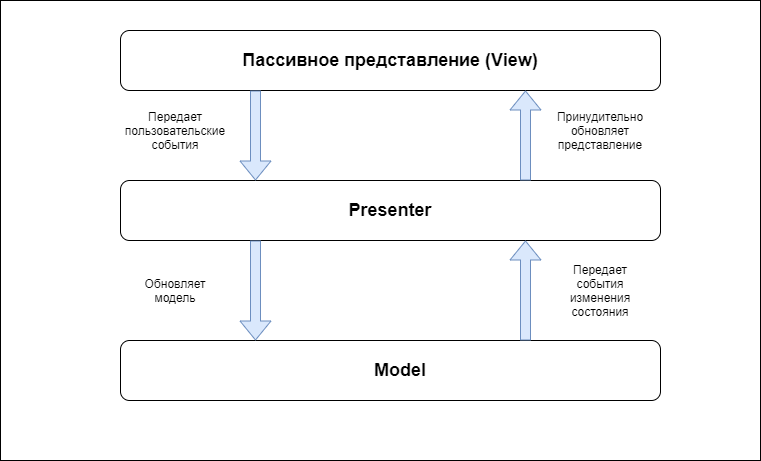 Пассивное представление (View)
Передает
пользовательские
события
Принудительно
обновляет
представление
Presenter
Обновляет
модель
Передает
события
изменения
состояния
Model